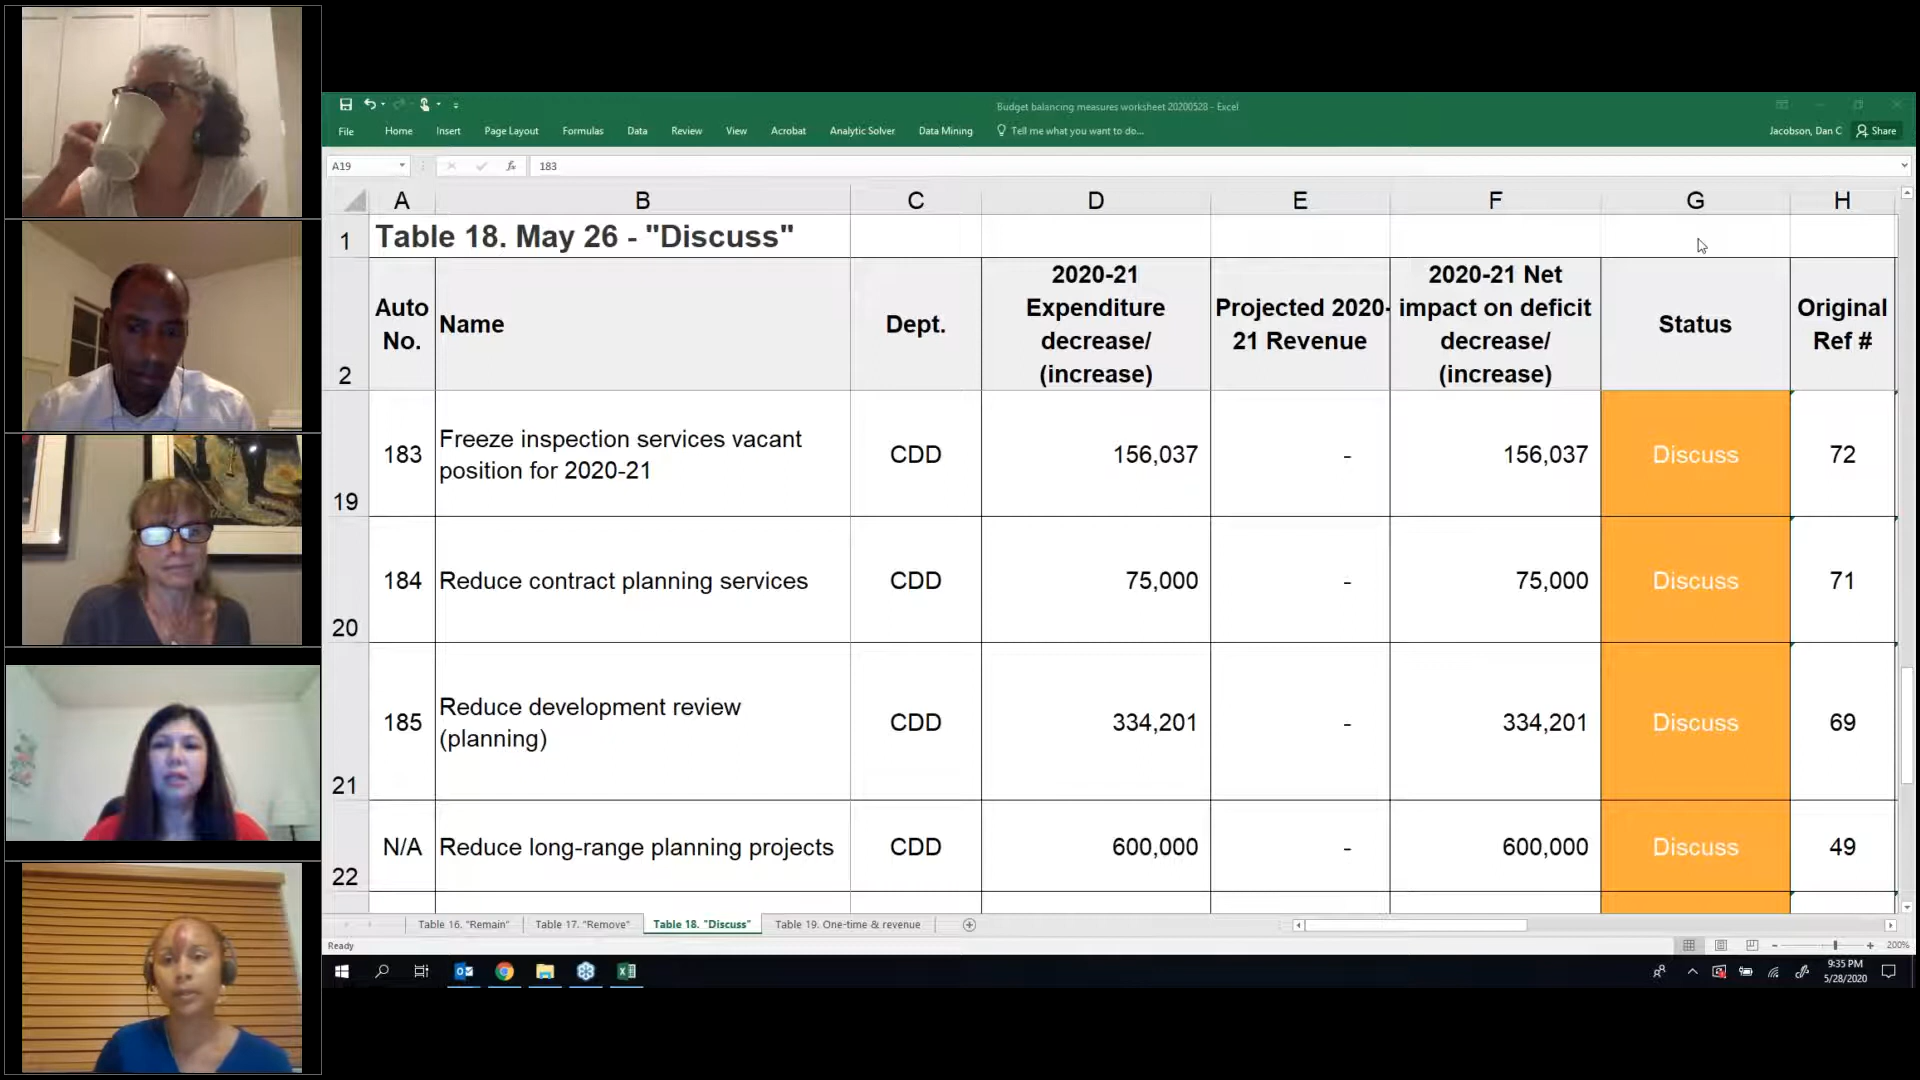 Budget balancing measures worksheet 20200528 - Excel
File Home Insert Page Layout Formulas Data Review View Acrobat Analytic Solver Data Mining Tell me what you want to do... Jacobson, Dan C Share
A19 fx 183
A B C D E F G H
1 Table 18. May 26 - "Discuss"
2020-21 2020-21 Net
Auto Expenditure Projected 2020- impact on deficit Original
Name Dept. Status
No. decrease/ 21 Revenue decrease/ Ref #
2 (increase) (increase)
Freeze inspection services vacant
183 CDD 156,037 - 156,037 Discuss 72
position for 2020-21
19
184 Reduce contract planning services CDD 75,000 - 75,000 Discuss 71
20
Reduce development review
185 CDD 334,201 - 334,201 Discuss 69
(planning)
21
N/A Reduce long-range planning projects CDD 600,000 - 600,000 Discuss 49
22
Table 16. "Remain" Table 17. "Remove" Table 18. "Discuss" Table 19. One-time & revenue
Ready 200%
9:35 PM
5/28/2020